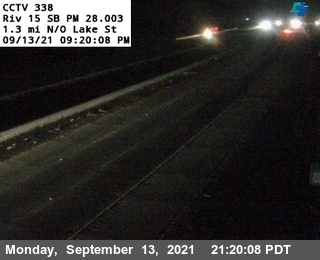 CCTV 338
Riv 15 SB PM 28.003
1.3 mi N/O Lake St
09/13/21 09:20:08 PM
Monday, September 13, 2021 21:20:08 PDT